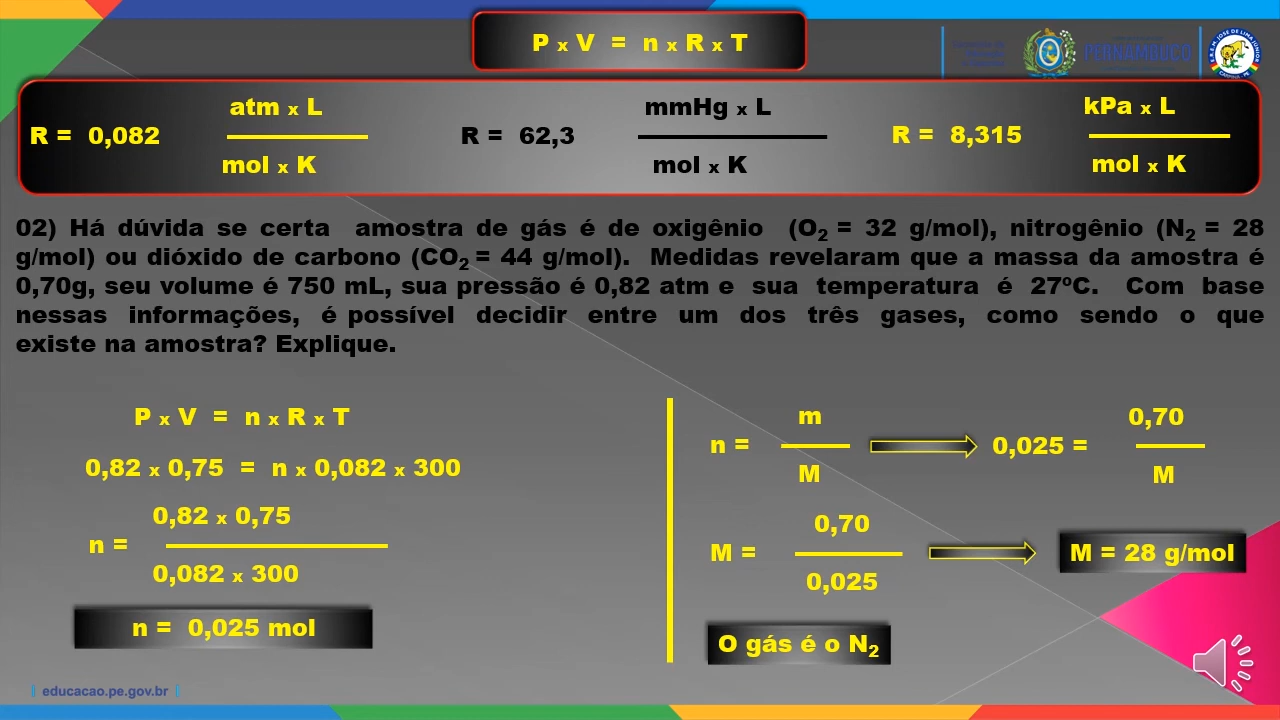 P x V = n x R x T
PERNAMBUCO
R = 0,082 atm x L / mol x K
R = 62,3 mmHg x L / mol x K
R = 8,315 kPa x L / mol x K
02) Há dúvida se certa amostra de gás é de oxigênio (O₂ = 32 g/mol), nitrogênio (N₂ = 28
g/mol) ou dióxido de carbono (CO₂ = 44 g/mol). Medidas revelaram que a massa da amostra é
0,70g, seu volume é 750 mL, sua pressão é 0,82 atm e sua temperatura é 27ºC. Com base
nessas informações, é possível decidir entre um dos três gases, como sendo o que
existe na amostra? Explique.
P x V = n x R x T
0,82 x 0,75 = n x 0,082 x 300
n = 0,82 x 0,75 / 0,082 x 300
n = 0,025 mol
n = m / M
0,025 = 0,70 / M
M = 0,70 / 0,025
M = 28 g/mol
O gás é o N₂
educacao.pe.gov.br